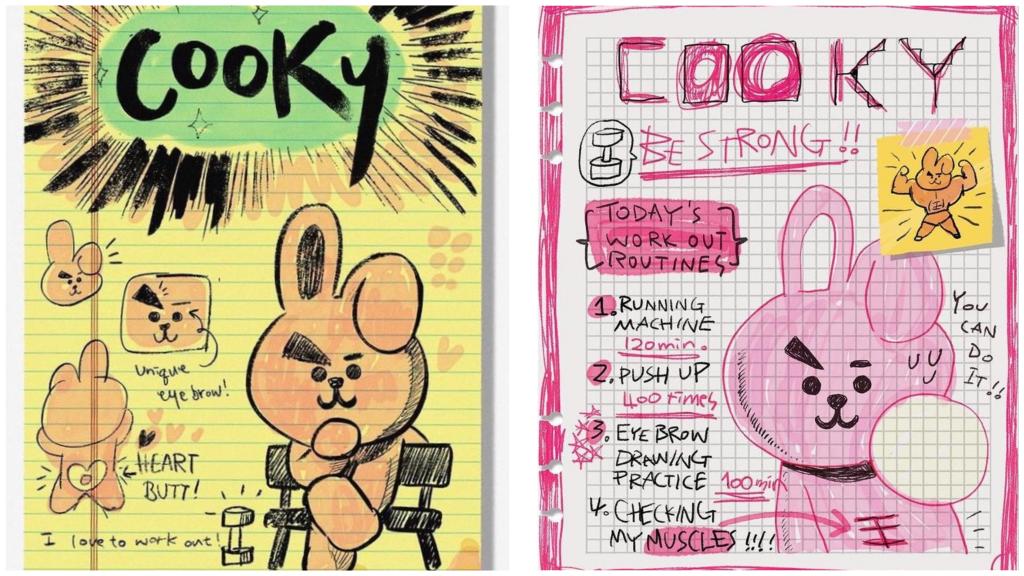 COOKY
unique
eye brow!
HEART
BUTT!
I love to work out!
COOKY
BE STRONG!!
TODAY'S
WORK OUT
ROUTINES
1. RUNNING
MACHINE
120min.
2. PUSH UP
400 times
3. EYE BROW
DRAWING
PRACTICE 100min
4. CHECKING
MY MUSCLES!!!!
YOU
CAN
DO
IT!!
王
王